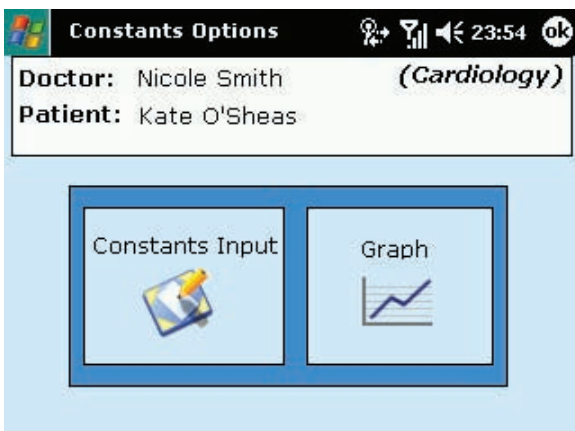 Constants Options 23:54 ok
Doctor: Nicole Smith (Cardiology)
Patient: Kate O'Sheas
Constants Input
Graph